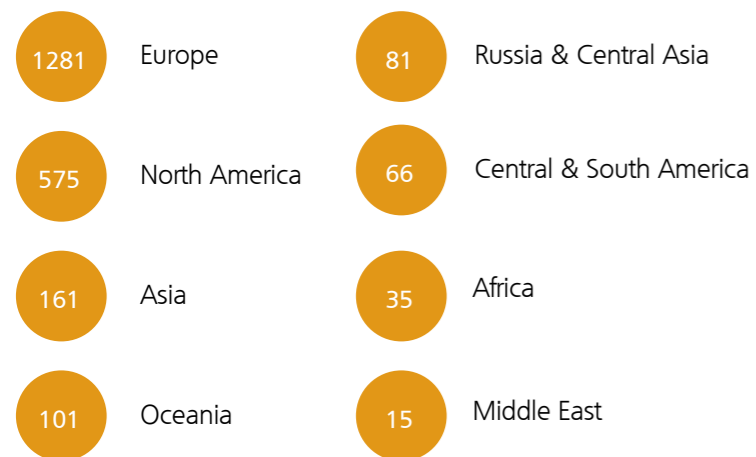 1281 Europe
81 Russia & Central Asia
575 North America
66 Central & South America
161 Asia
35 Africa
101 Oceania
15 Middle East